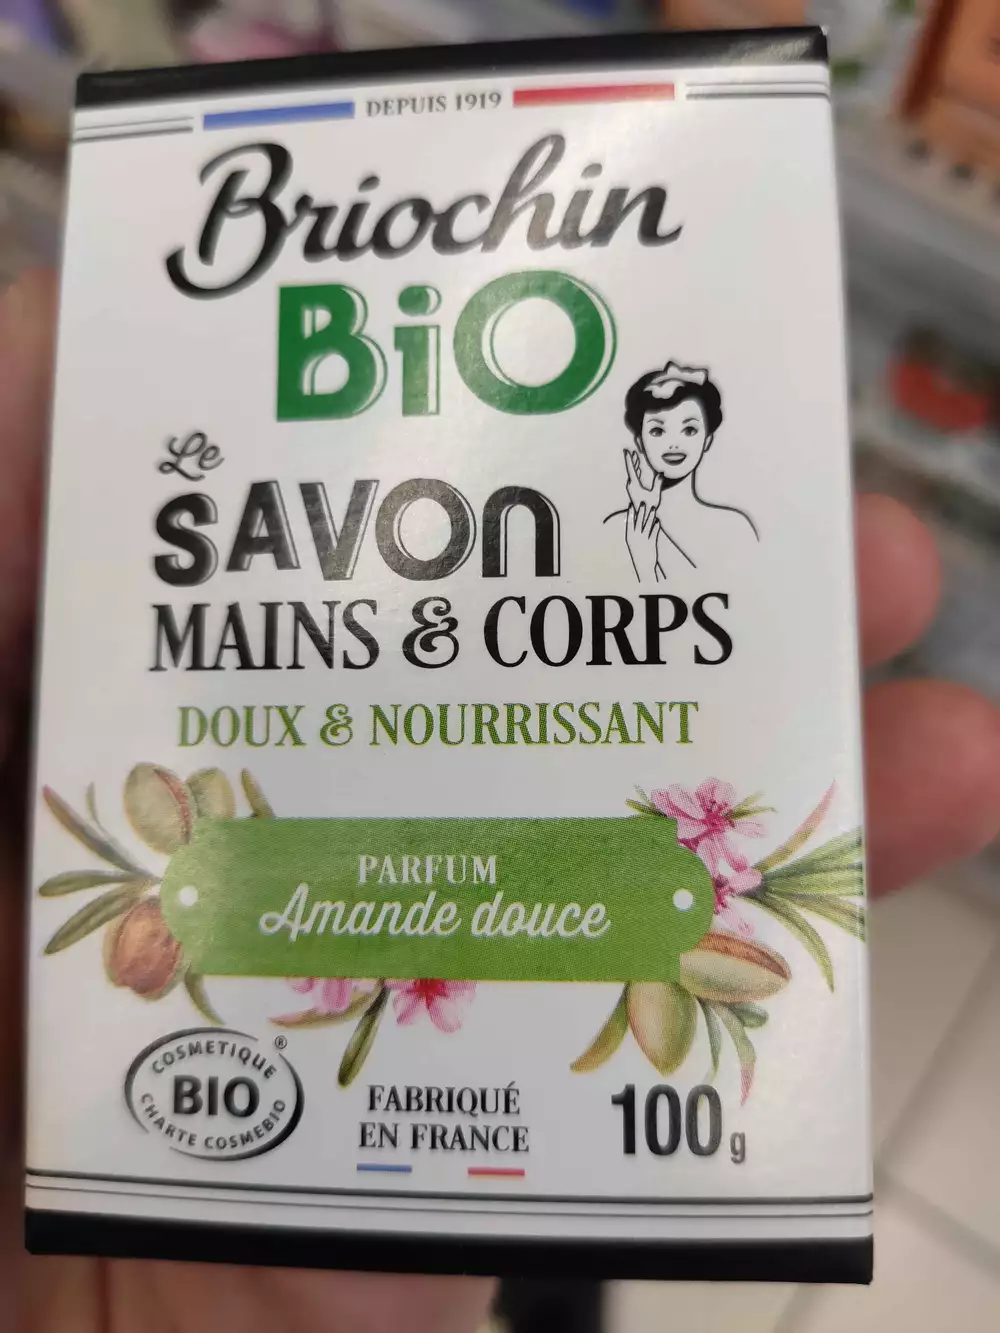 DEPUIS 1919
Briochin
BiO
Le
SAVON
MAINS & CORPS
DOUX & NOURRISSANT
PARFUM
Amande douce
COSMETIQUE ®
BIO
CHARTE COSMEBIO
FABRIQUÉ
EN FRANCE
100g